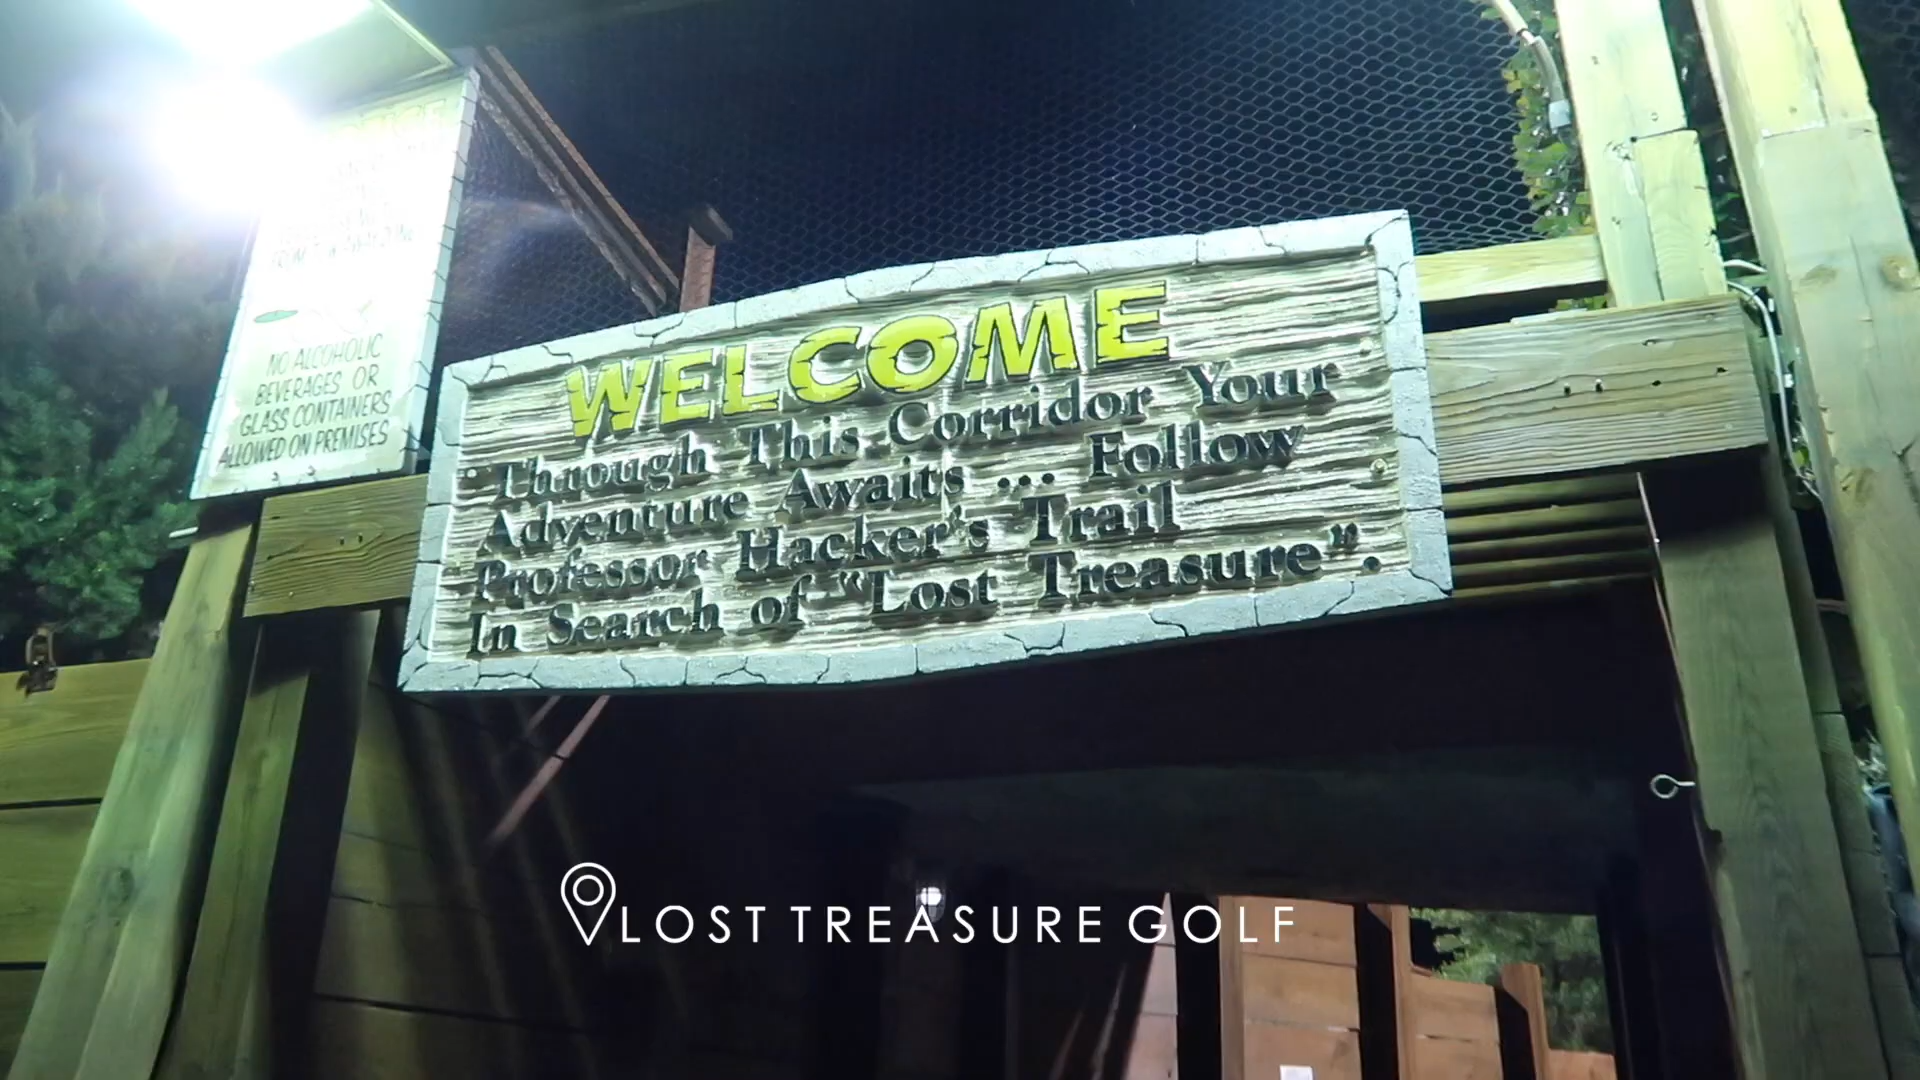 NO ALCOHOLIC
BEVERAGES OR
GLASS CONTAINERS
ALLOWED ON PREMISES
WELCOME
"Through This Corridor Your
Adventure Awaits ... Follow
Professor Hacker's Trail
In Search of "Lost Treasure".
LOST TREASURE GOLF